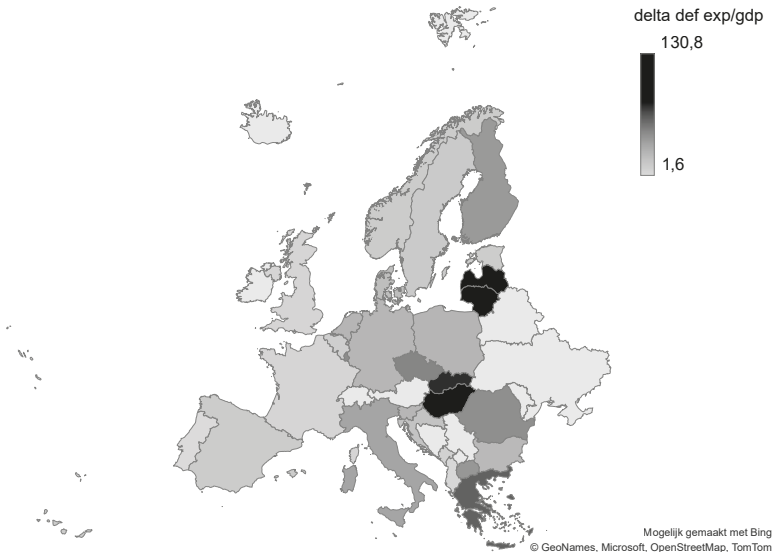 delta def exp/gdp
130,8
1,6
Mogelijk gemaakt met Bing
© GeoNames, Microsoft, OpenStreetMap, TomTom